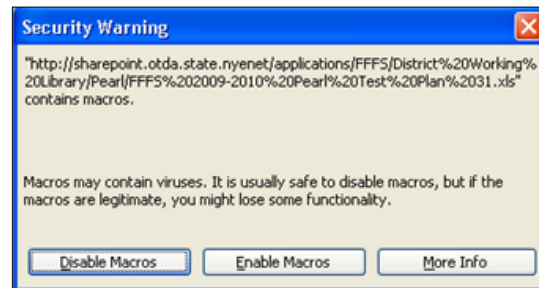 Security Warning
"http://sharepoint.otda.state.nyenet/applications/FFFS/District%20Working%
20Library/Pearl/FFFS%202009-2010%20Pearl%20Test%20Plan%2031.xls"
contains macros.
Macros may contain viruses. It is usually safe to disable macros, but if the
macros are legitimate, you might lose some functionality.
Disable Macros Enable Macros More Info